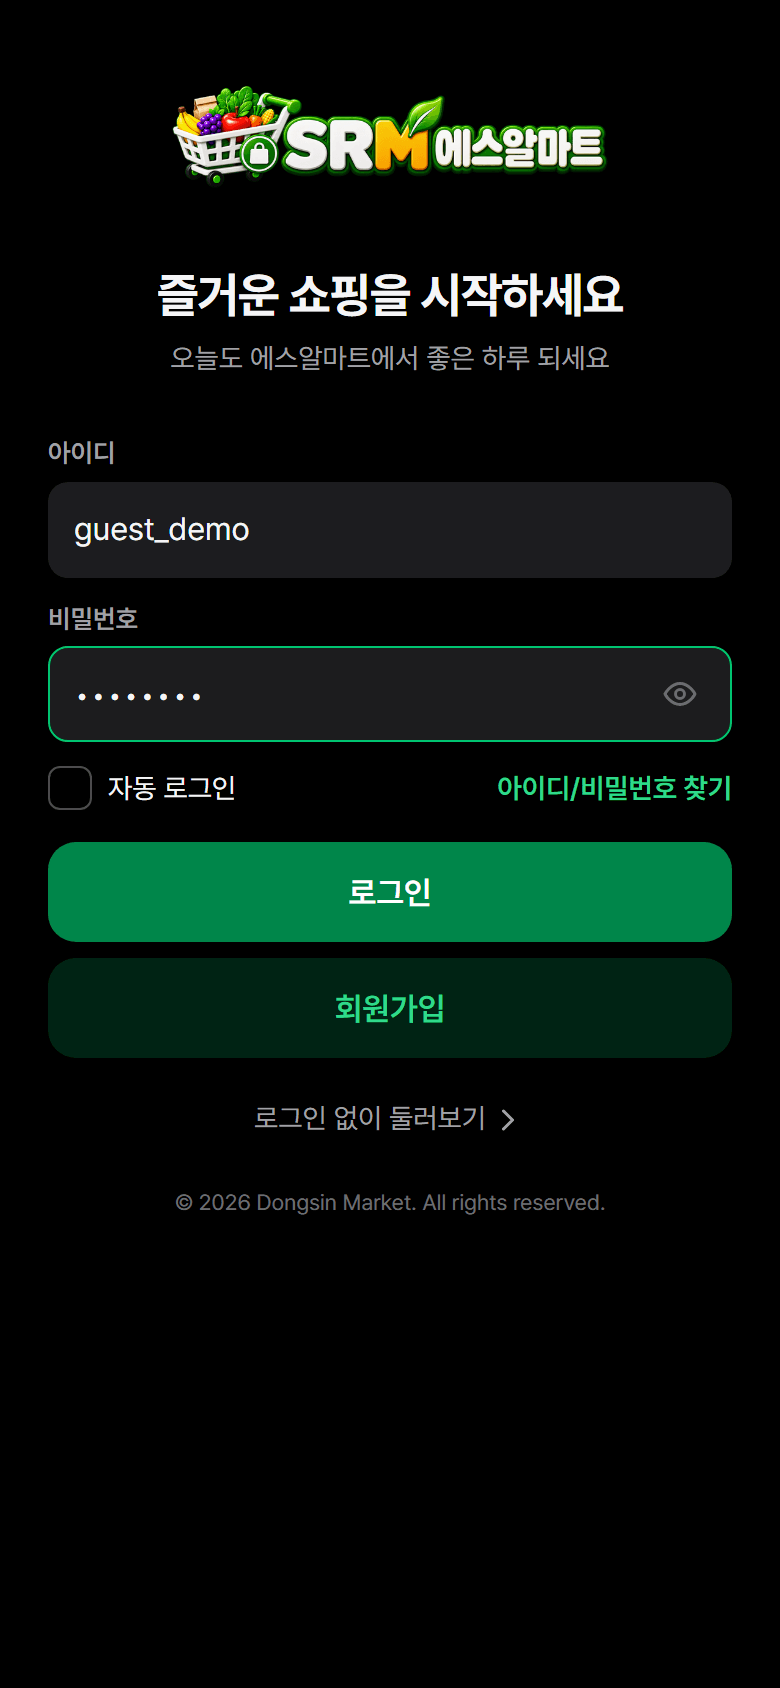 SRM 에스알마트
즐거운 쇼핑을 시작하세요
오늘도 에스알마트에서 좋은 하루 되세요
아이디
guest_demo
비밀번호
••••••••
자동 로그인
아이디/비밀번호 찾기
로그인
회원가입
로그인 없이 둘러보기
© 2026 Dongsin Market. All rights reserved.